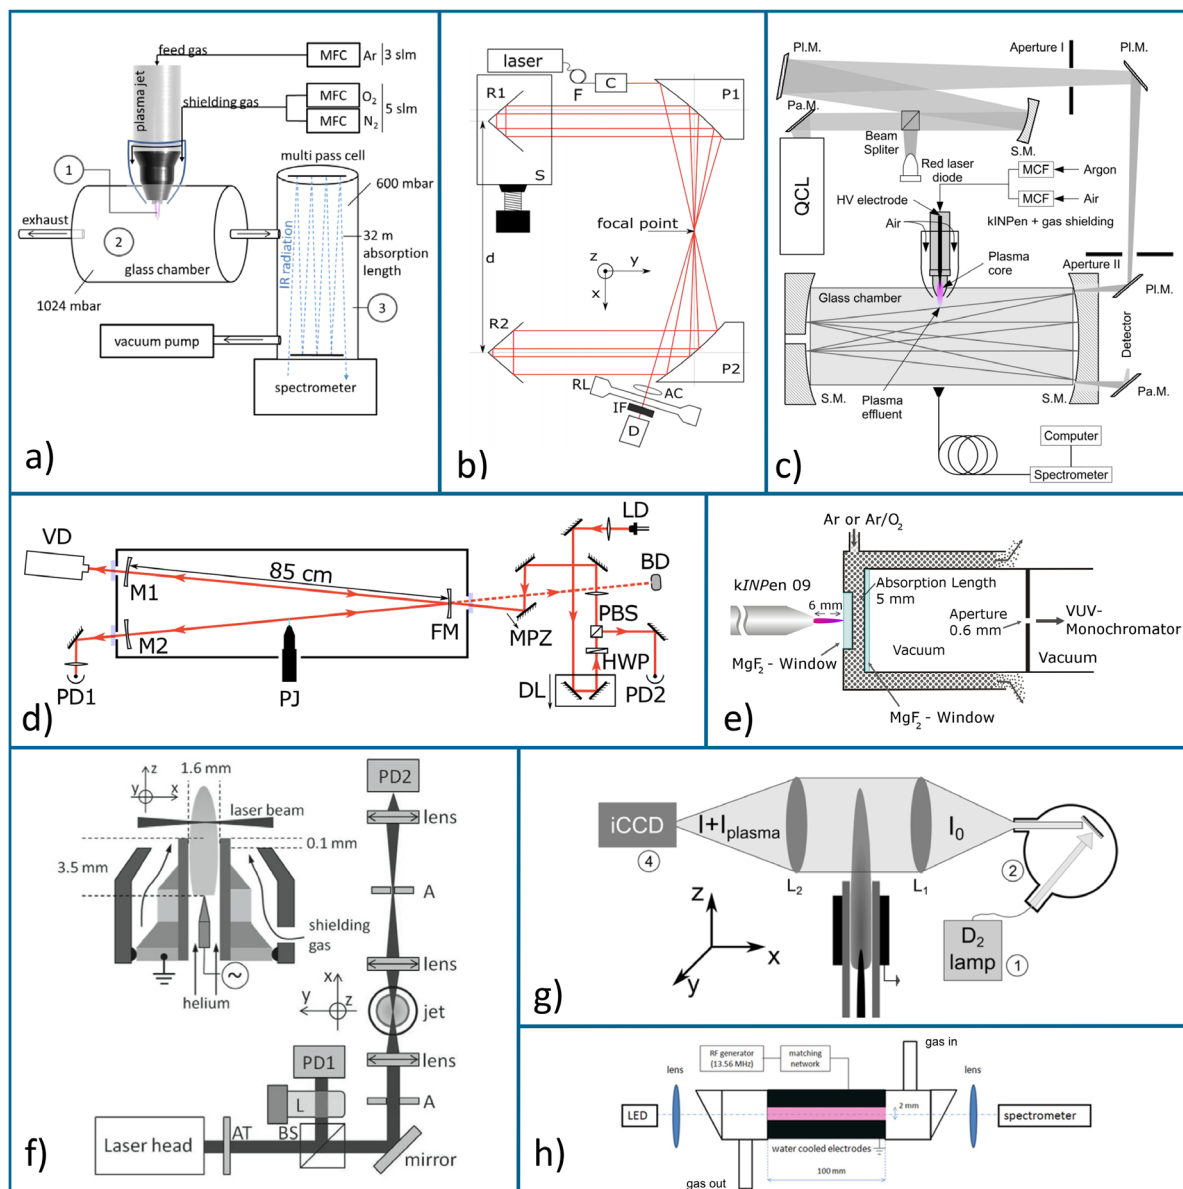 feed gas
MFC Ar 3 slm
shielding gas
MFC O2
5 slm
MFC N2
plasma jet
1
multi pass cell
600 mbar
exhaust
2
32 m
absorption
length
IR radiation
glass chamber
1024 mbar
3
vacuum pump
spectrometer
a)
laser
F
C
R1
P1
S
focal point
d
z
y
x
R2
P2
RL
AC
IF
D
b)
Pl.M.
Aperture I
Pl.M.
Pa.M.
Beam
Spliter
S.M.
Red laser
diode
MCF Argon
QCL
HV electrode
MCF Air
kINPen + gas shielding
Air
Plasma
core
Aperture II
Glass chamber
Pl.M.
Detector
S.M.
Plasma
effluent
S.M.
Pa.M.
Computer
Spectrometer
c)
VD
LD
85 cm
BD
M1
FM
MPZ
PBS
M2
HWP
PD1
PJ
DL
PD2
d)
Ar or Ar/O2
kINPen 09
Absorption Length
5 mm
6 mm
Aperture
0.6 mm
VUV-
Monochromator
MgF2 - Window
Vacuum
Vacuum
MgF2 - Window
e)
z
1.6 mm
y
x
laser beam
0.1 mm
3.5 mm
shielding
gas
~
helium
PD2
lens
A
lens
x
y
z
jet
PD1
lens
L
A
AT
BS
Laser head
mirror
f)
iCCD
I+Iplasma
I0
4
2
L2
L1
z
x
y
D2
lamp
1
g)
gas in
RF generator
(13.56 MHz)
matching
network
lens
lens
LED
2 mm
spectrometer
water cooled electrodes
100 mm
gas out
h)